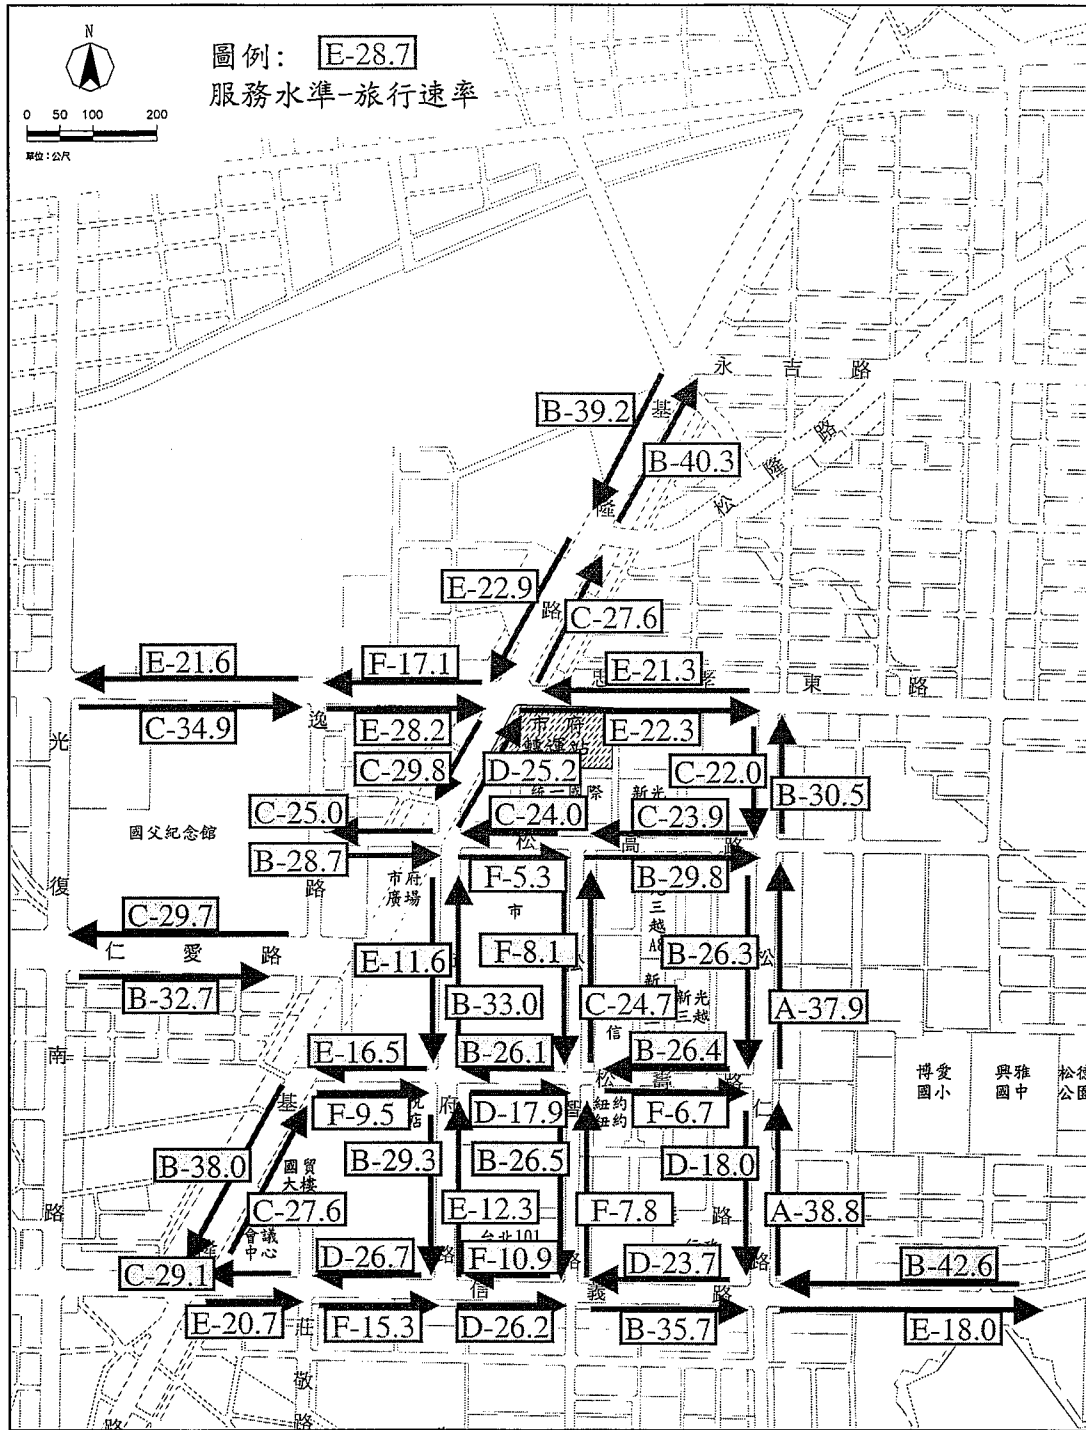 N
圖例： E-28.7
服務水準-旅行速率
0 50 100 200
單位：公尺
永 吉 路
B-39.2
基
B-40.3
松 隆 路
隆
E-22.9
路
C-27.6
E-21.6
F-17.1
E-21.3
忠 孝 東 路
C-34.9
逸
E-28.2
市 府
轉運站
E-22.3
光
C-29.8
D-25.2
C-22.0
B-30.5
統一國際
新光
C-25.0
C-24.0
C-23.9
國父紀念館
松 高 路
B-28.7
市府
廣場
F-5.3
B-29.8
復
路
市
三
越
A8
C-29.7
仁 愛 路
E-11.6
F-8.1
松
B-26.3
松
B-32.7
B-33.0
C-24.7
新光
三越
A-37.9
新
信
南
E-16.5
B-26.1
B-26.4
松 壽 路
博愛
國小
興雅
國中
松德
公園
基
F-9.5
府
D-17.9
紐約
紐約
F-6.7
仁
B-38.0
國貿
大樓
B-29.3
B-26.5
D-18.0
C-27.6
E-12.3
F-7.8
路
A-38.8
路
隆
會議
中心
台北101
C-29.1
D-26.7
路
F-10.9
路
D-23.7
路
B-42.6
信 義 路
E-20.7
莊
F-15.3
D-26.2
B-35.7
E-18.0
敬
路
路